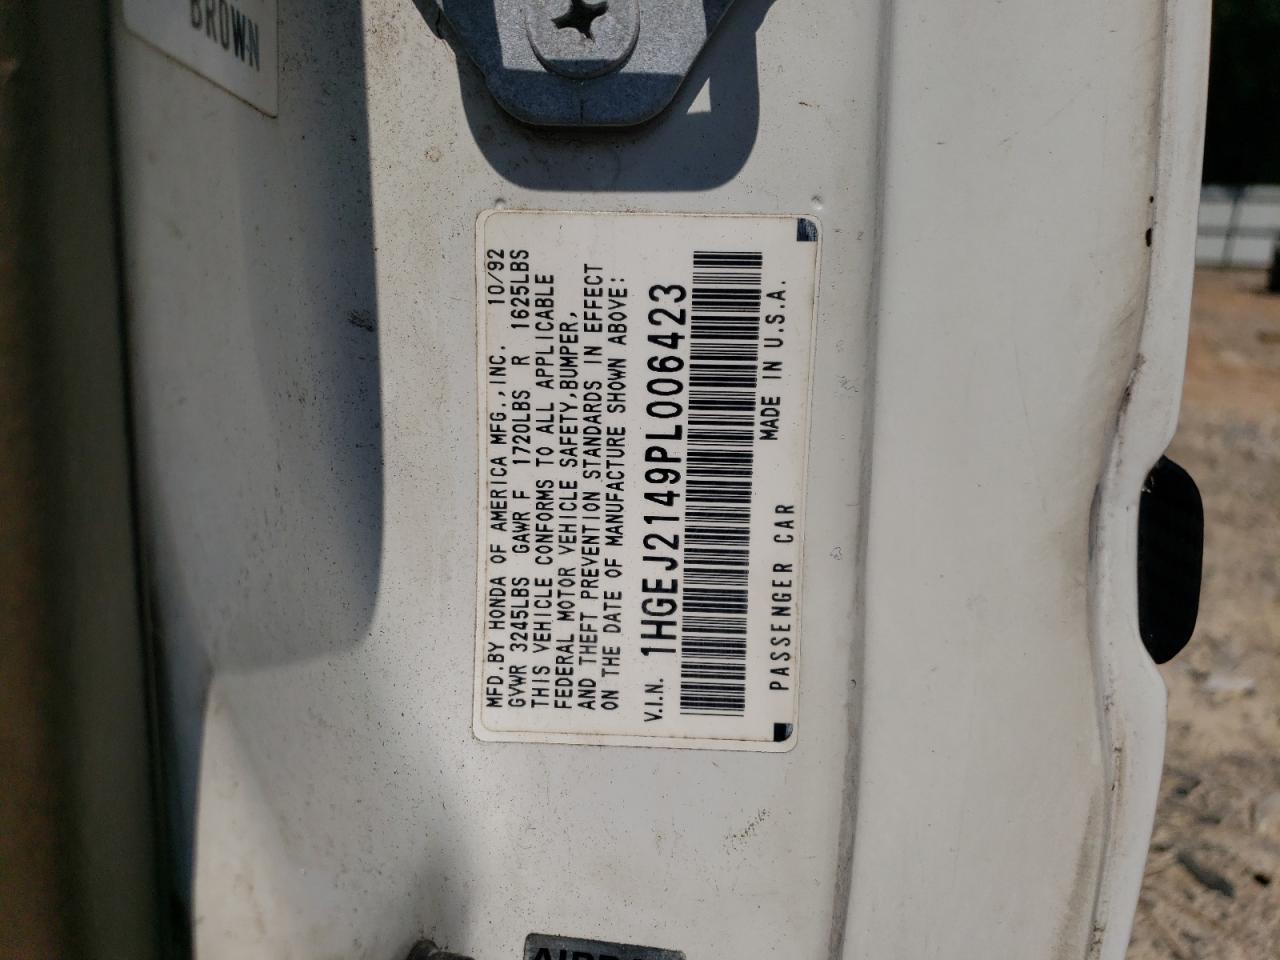 BROWN
MFD. BY HONDA OF AMERICA MFG., INC. 10/92
GVWR 3245LBS GAWR F 1720LBS R 1625LBS
THIS VEHICLE CONFORMS TO ALL APPLICABLE
FEDERAL MOTOR VEHICLE SAFETY, BUMPER,
AND THEFT PREVENTION STANDARDS IN EFFECT
ON THE DATE OF MANUFACTURE SHOWN ABOVE:
V.I.N. 1HGEJ2149PL006423
PASSENGER CAR MADE IN U.S.A.